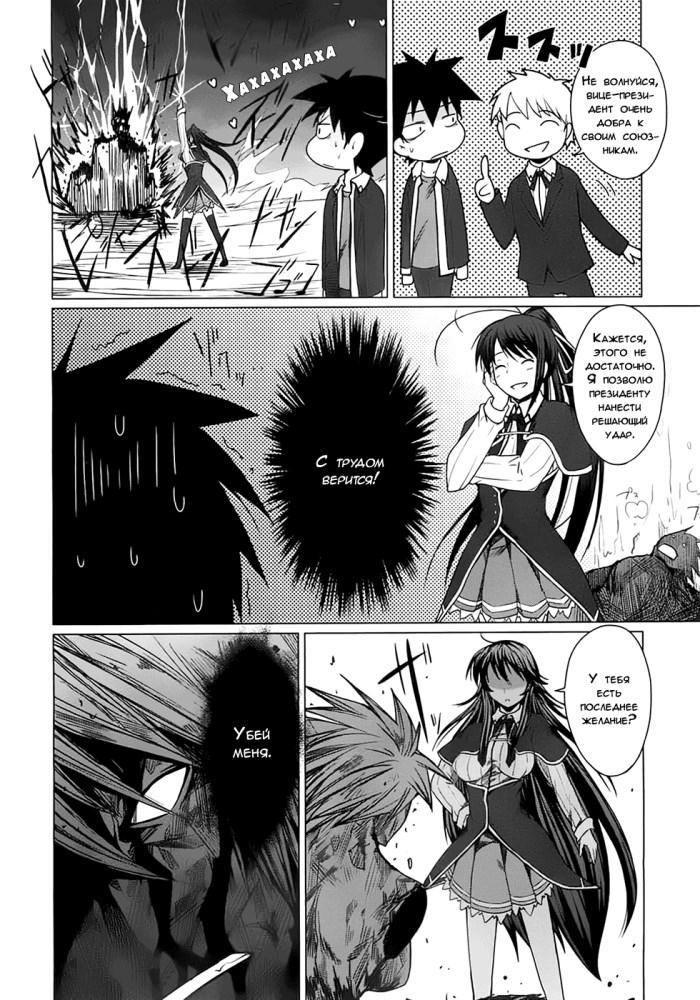 Не волнуйся,
вице-прези-
дент очень
добра к
своим союз-
никам.
Хахахахаха
Кажется,
этого не
достаточно.
Я позволю
президенту
нанести
решающий
удар.
С трудом
верится!
У тебя
есть
последнее
желание?
Убей
меня.